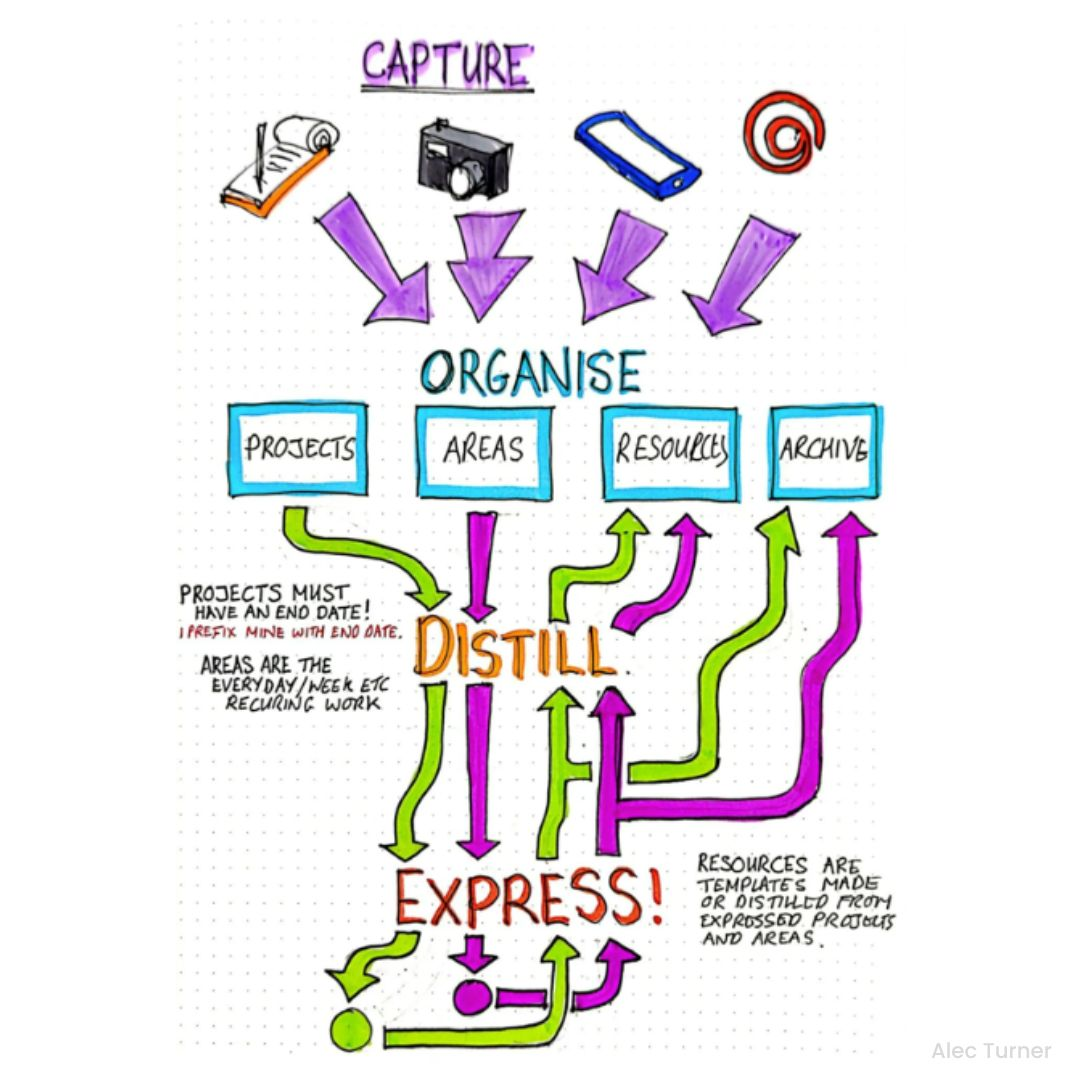 CAPTURE
ORGANISE
PROJECTS
AREAS
RESOURCES
ARCHIVE
PROJECTS MUST
HAVE AN END DATE!
I PREFIX MINE WITH END DATE.
AREAS ARE THE
EVERYDAY/WEEK ETC
RECURING WORK
DISTILL
EXPRESS!
RESOURCES ARE
TEMPLATES MADE
OR DISTILLED FROM
EXPRESSED PROJECTS
AND AREAS.
Alec Turner